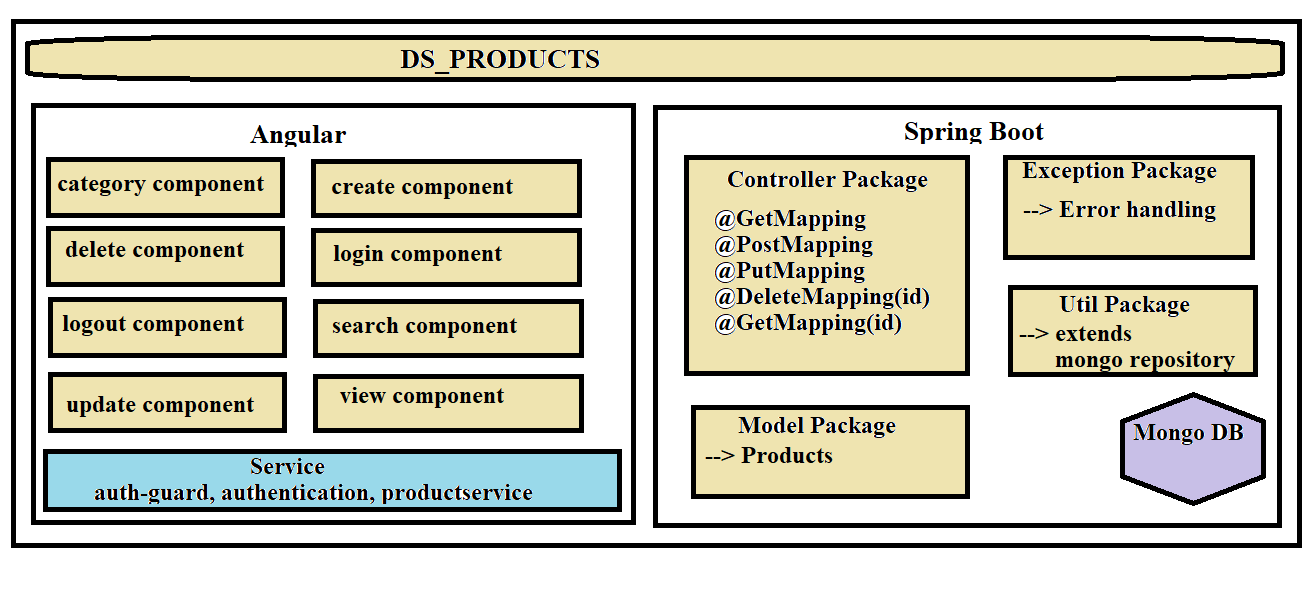 DS_PRODUCTS
Angular
category component
create component
delete component
login component
logout component
search component
update component
view component
Service
auth-guard, authentication, productservice
Spring Boot
Controller Package
@GetMapping
@PostMapping
@PutMapping
@DeleteMapping(id)
@GetMapping(id)
Exception Package
--> Error handling
Util Package
--> extends
mongo repository
Model Package
--> Products
Mongo DB